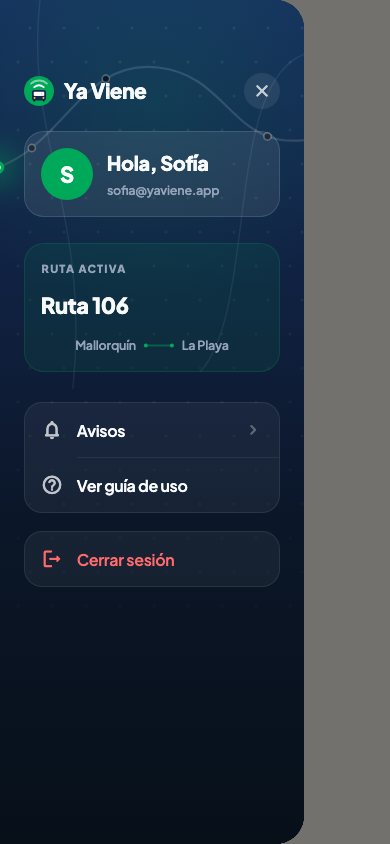 Ya Viene
S
Hola, Sofía
sofia@yaviene.app
RUTA ACTIVA
Ruta 106
Mallorquín La Playa
Avisos
Ver guía de uso
Cerrar sesión